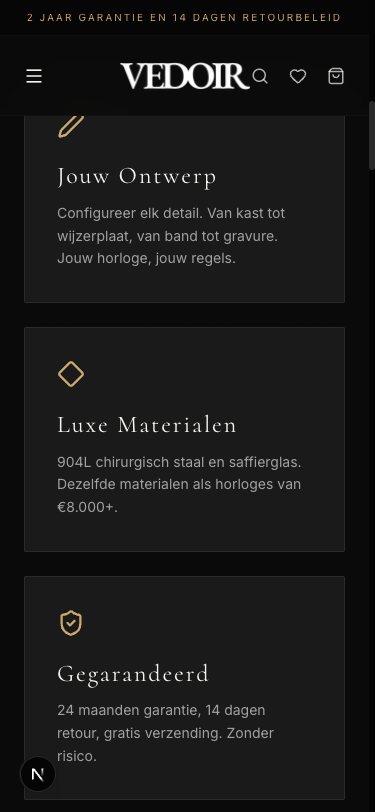 2 JAAR GARANTIE EN 14 DAGEN RETOURBELEID
VEDOIR
Jouw Ontwerp
Configureer elk detail. Van kast tot
wijzerplaat, van band tot gravure.
Jouw horloge, jouw regels.
Luxe Materialen
904L chirurgisch staal en saffierglas.
Dezelfde materialen als horloges van
€8.000+.
Gegarandeerd
24 maanden garantie, 14 dagen
retour, gratis verzending. Zonder
risico.
N